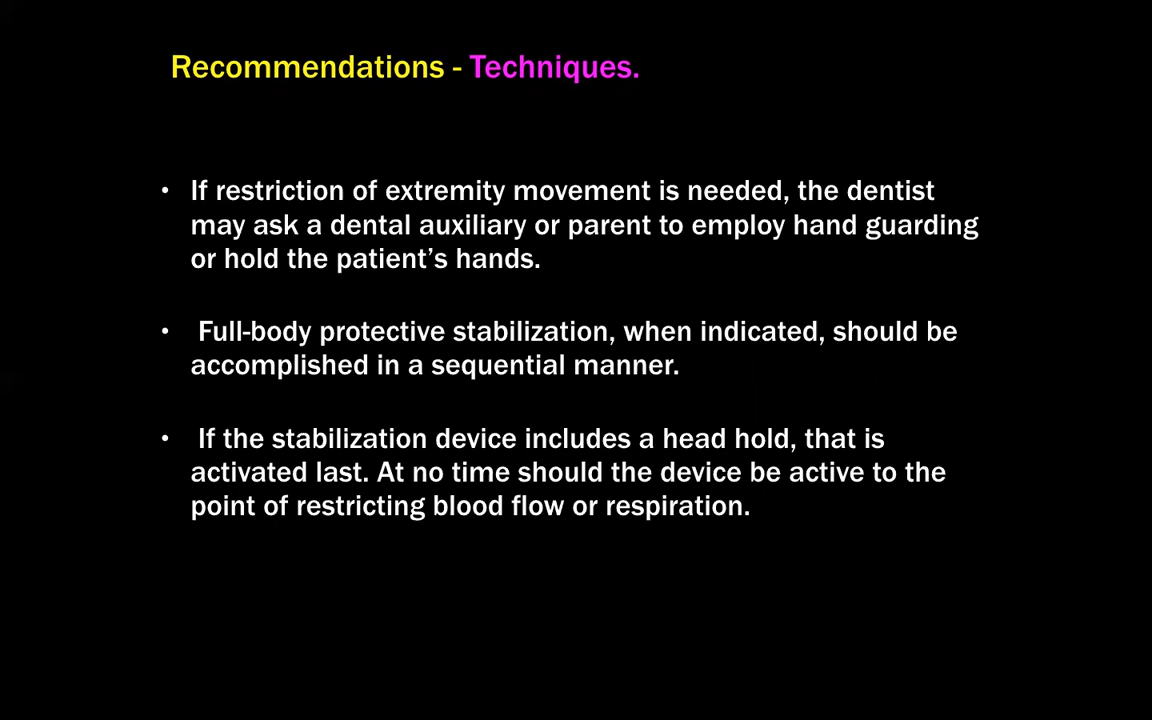 Recommendations - Techniques.
• If restriction of extremity movement is needed, the dentist
may ask a dental auxiliary or parent to employ hand guarding
or hold the patient’s hands.
• Full-body protective stabilization, when indicated, should be
accomplished in a sequential manner.
• If the stabilization device includes a head hold, that is
activated last. At no time should the device be active to the
point of restricting blood flow or respiration.